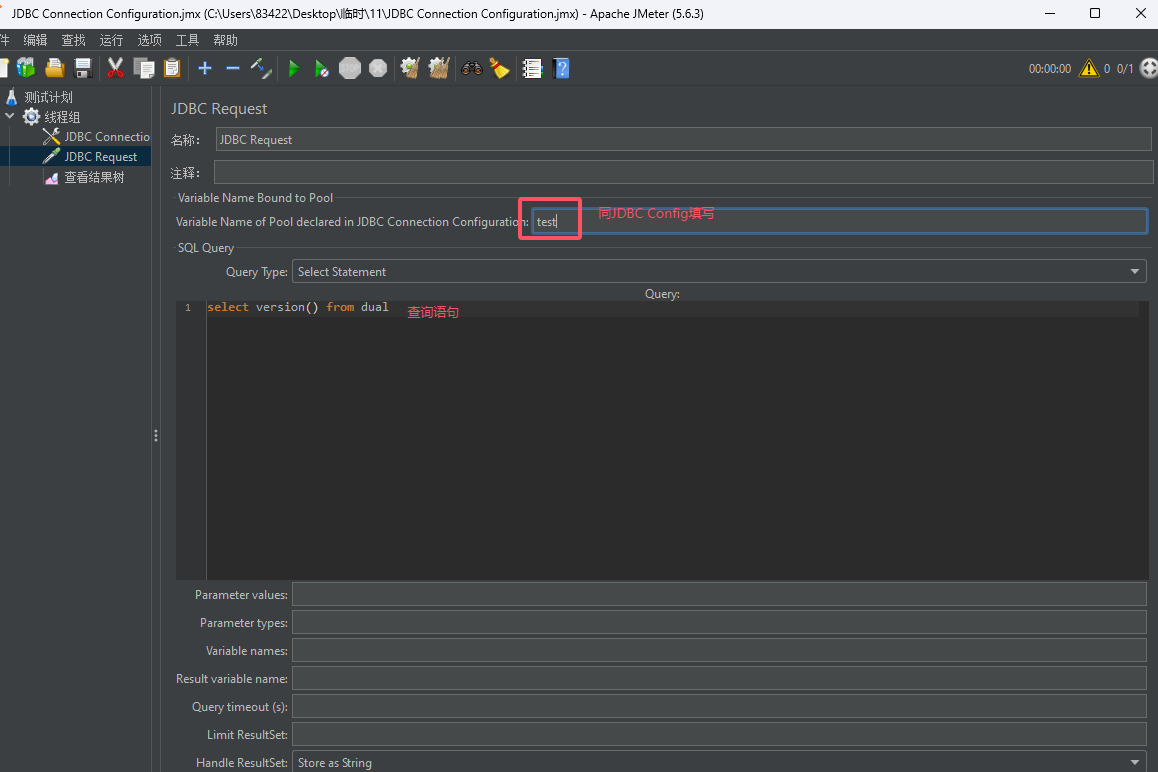 JDBC Connection Configuration.jmx (C:\Users\83422\Desktop\临时\11\JDBC Connection Configuration.jmx) - Apache JMeter (5.6.3)
件 编辑 查找 运行 选项 工具 帮助
00:00:00 0 0/1
测试计划
线程组
JDBC Connectio
JDBC Request
查看结果树
JDBC Request
名称: JDBC Request
注释:
Variable Name Bound to Pool
Variable Name of Pool declared in JDBC Connection Configuration: test 同JDBC Config填写
SQL Query
Query Type: Select Statement
Query:
1 select version() from dual 查询语句
Parameter values:
Parameter types:
Variable names:
Result variable name:
Query timeout (s):
Limit ResultSet:
Handle ResultSet: Store as String